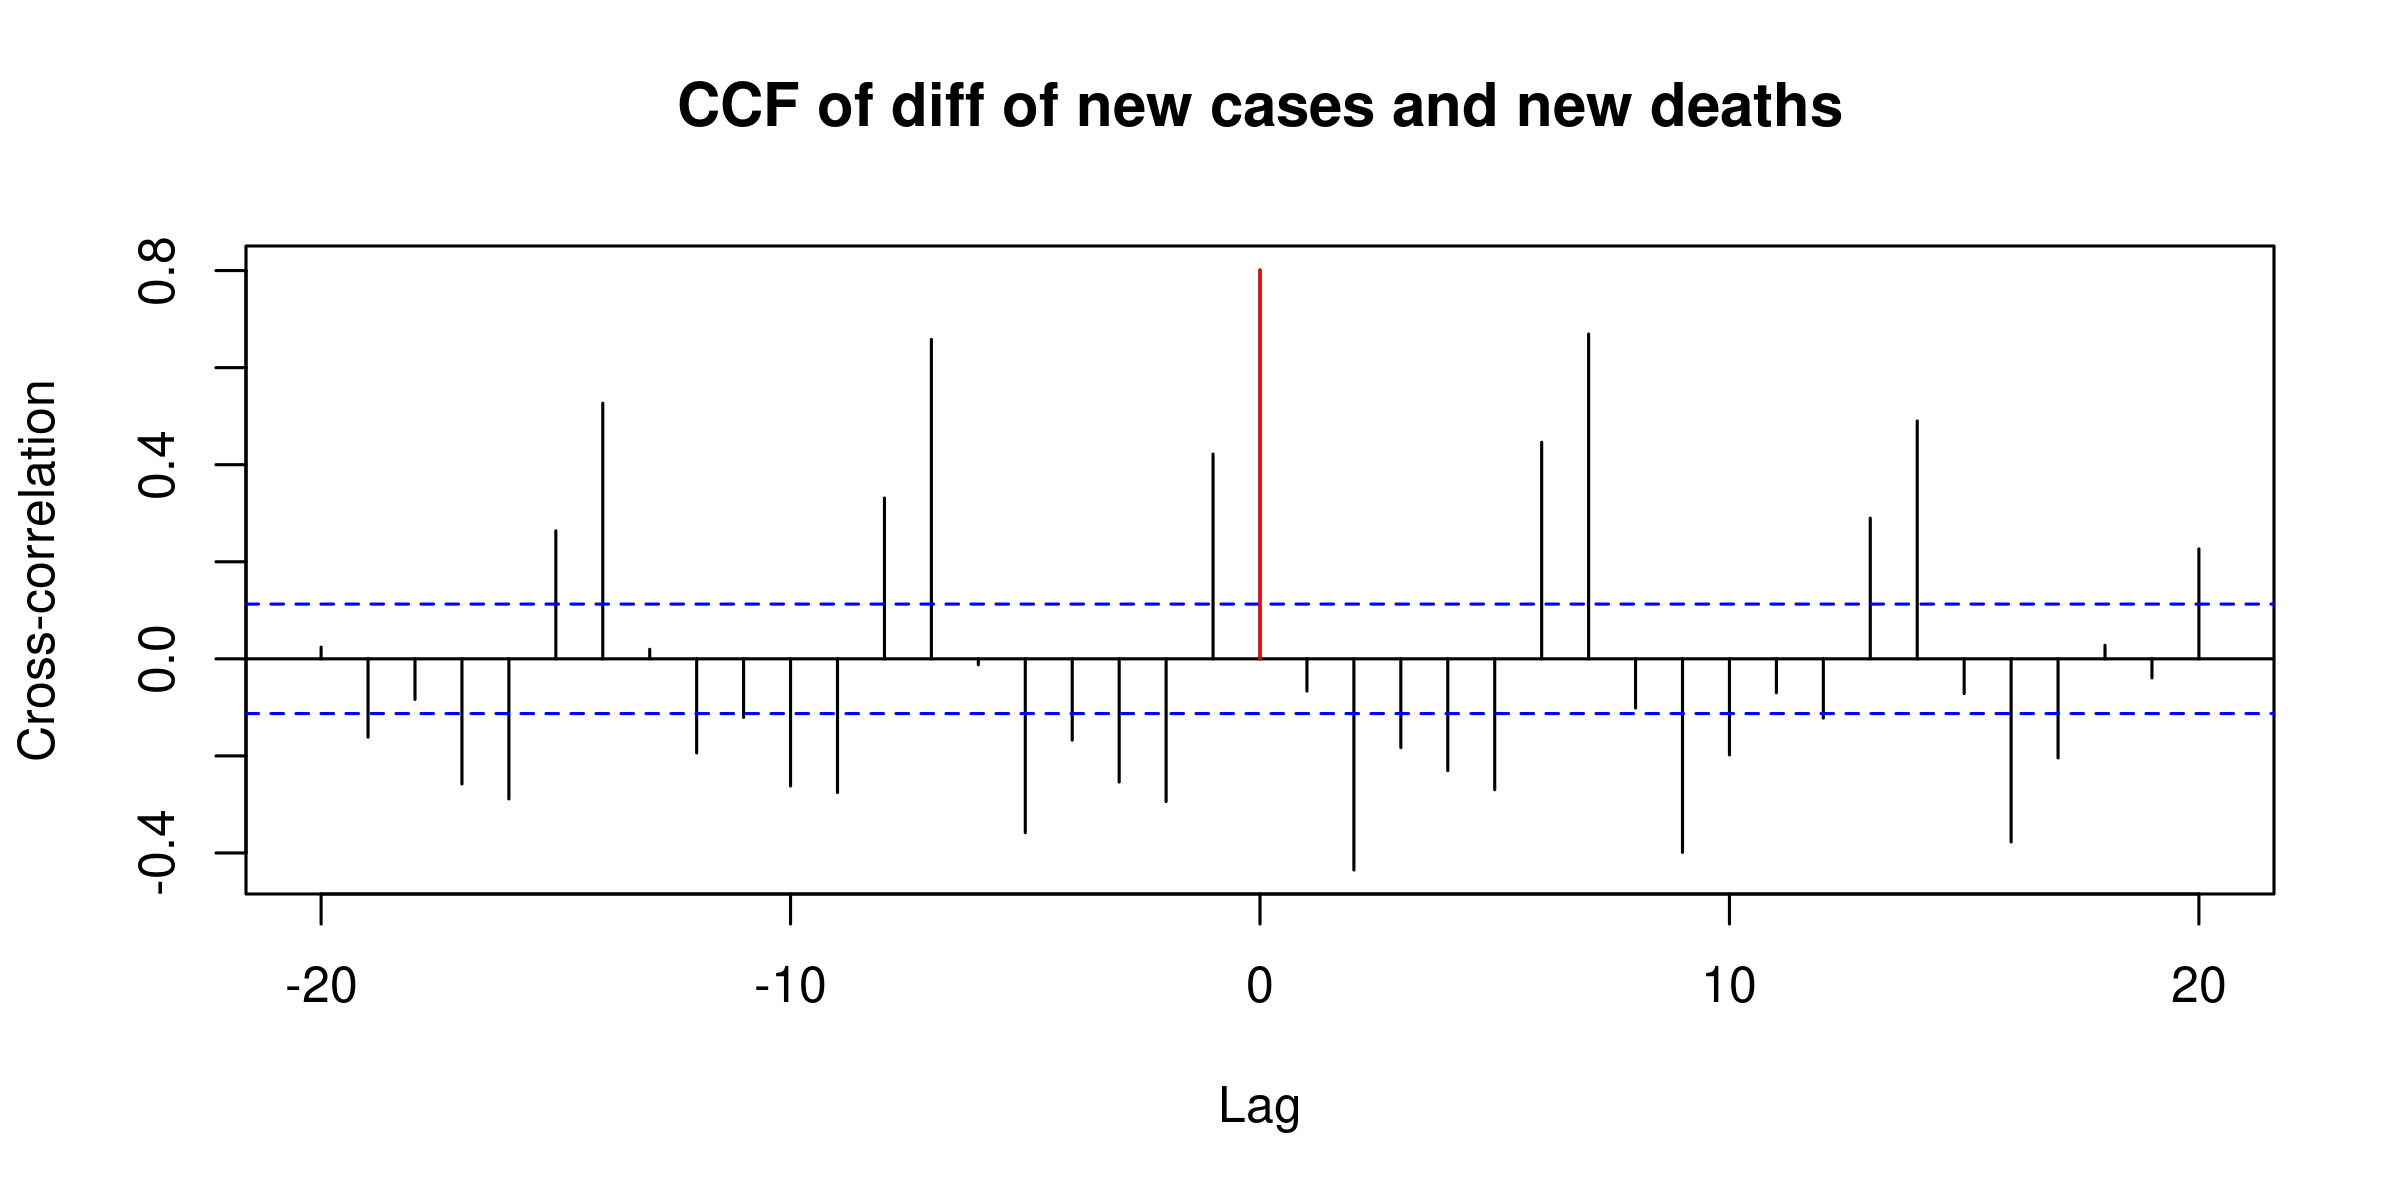 CCF of diff of new cases and new deaths
Cross-correlation
0.8
0.4
0.0
-0.4
-20 -10 0 10 20
Lag